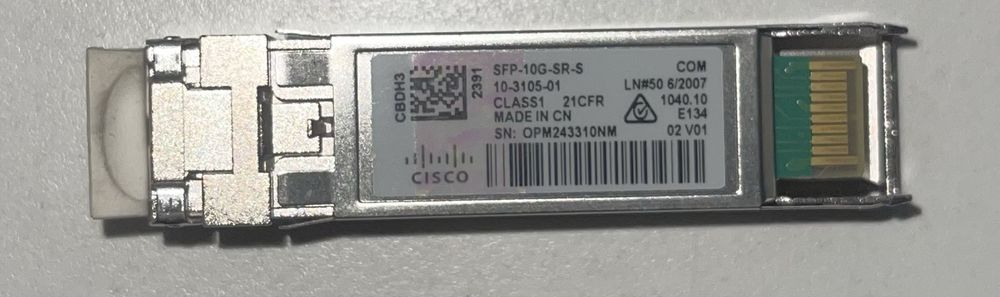 CBDH3
2391
SFP-10G-SR-S
10-3105-01
CLASS1 21CFR
MADE IN CN
SN: OPM243310NM
COM
LN#50 6/2007
1040.10
E134
02 V01
CISCO